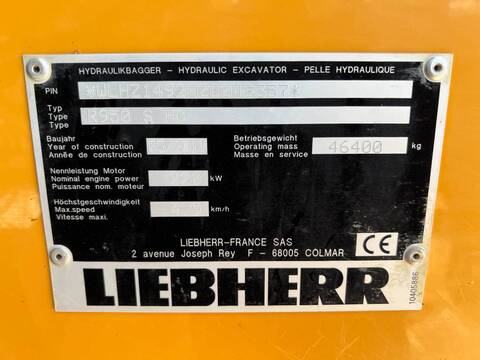 HYDRAULIKBAGGER - HYDRAULIC EXCAVATOR - PELLE HYDRAULIQUE
PIN
Typ
Type R950 S
Type
Baujahr
Year of construction
Année de construction
Betriebsgewicht
Operating mass 46400 kg
Masse en service
Nennleistung Motor
Nominal engine power kW
Puissance nom. moteur
Höchstgeschwindigkeit
Max.speed km/h
Vitesse maxi.
LIEBHERR-FRANCE SAS
2 avenue Joseph Rey F - 68005 COLMAR
CE
LIEBHERR
10405886